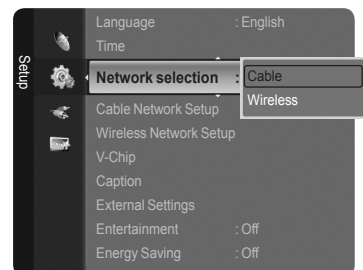 Setup
Language : English
Time
Network selection : Cable
Wireless
Cable Network Setup
Wireless Network Setup
V-Chip
Caption
External Settings
Entertainment : Off
Energy Saving : Off